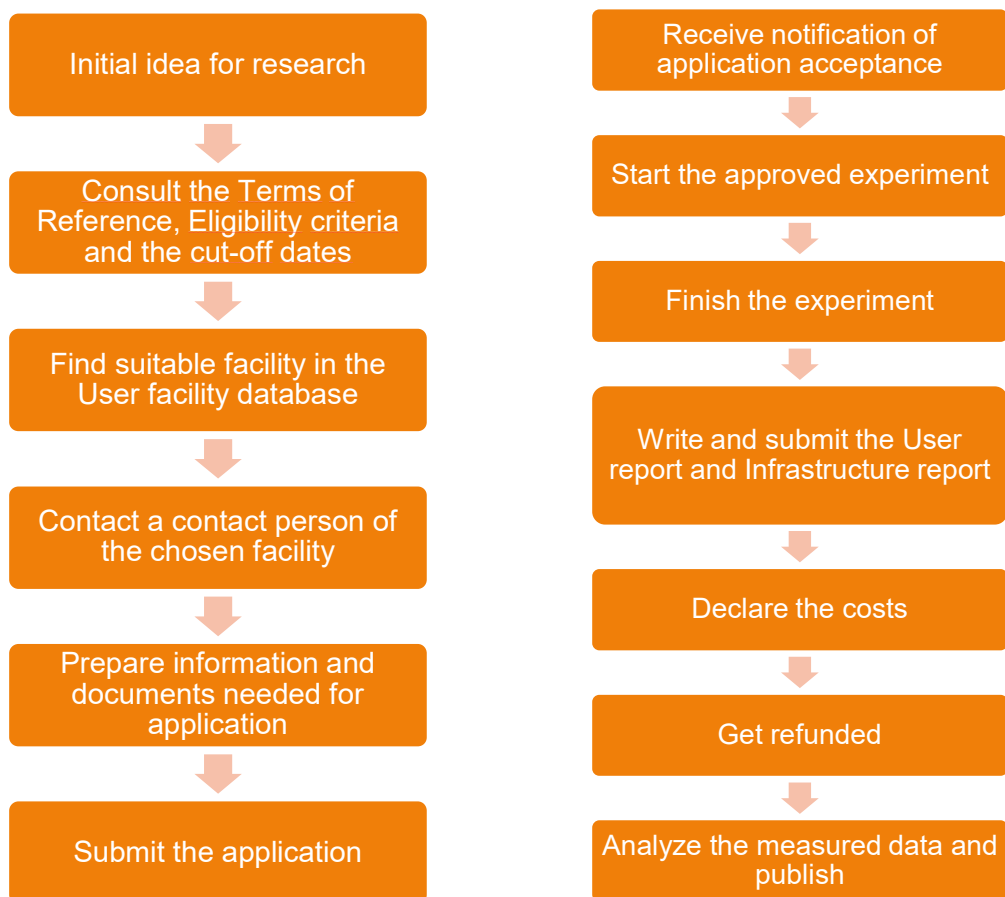 Initial idea for research
Consult the Terms of
Reference, Eligibility criteria
and the cut-off dates
Find suitable facility in the
User facility database
Contact a contact person of
the chosen facility
Prepare information and
documents needed for
application
Submit the application
Receive notification of
application acceptance
Start the approved experiment
Finish the experiment
Write and submit the User
report and Infrastructure report
Declare the costs
Get refunded
Analyze the measured data and
publish